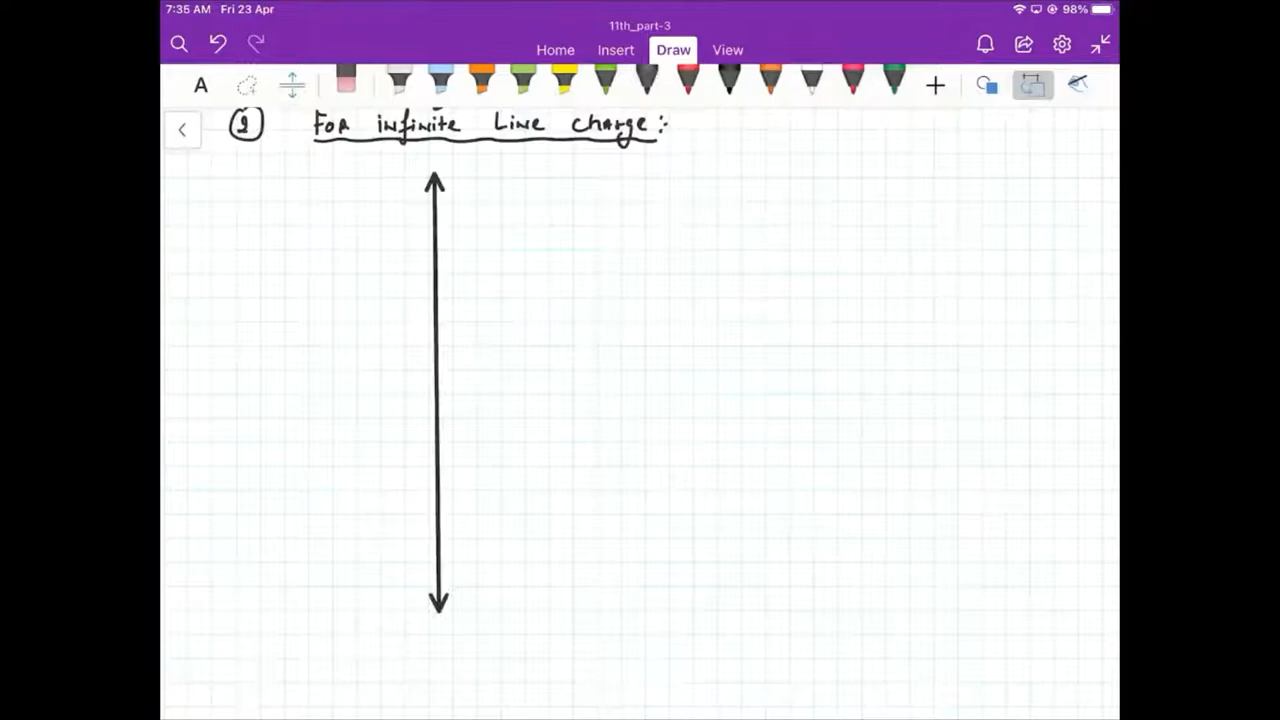 7:35 AM Fri 23 Apr
98%
11th_part-3
Home Insert Draw View
A
2 For infinite Line charge: